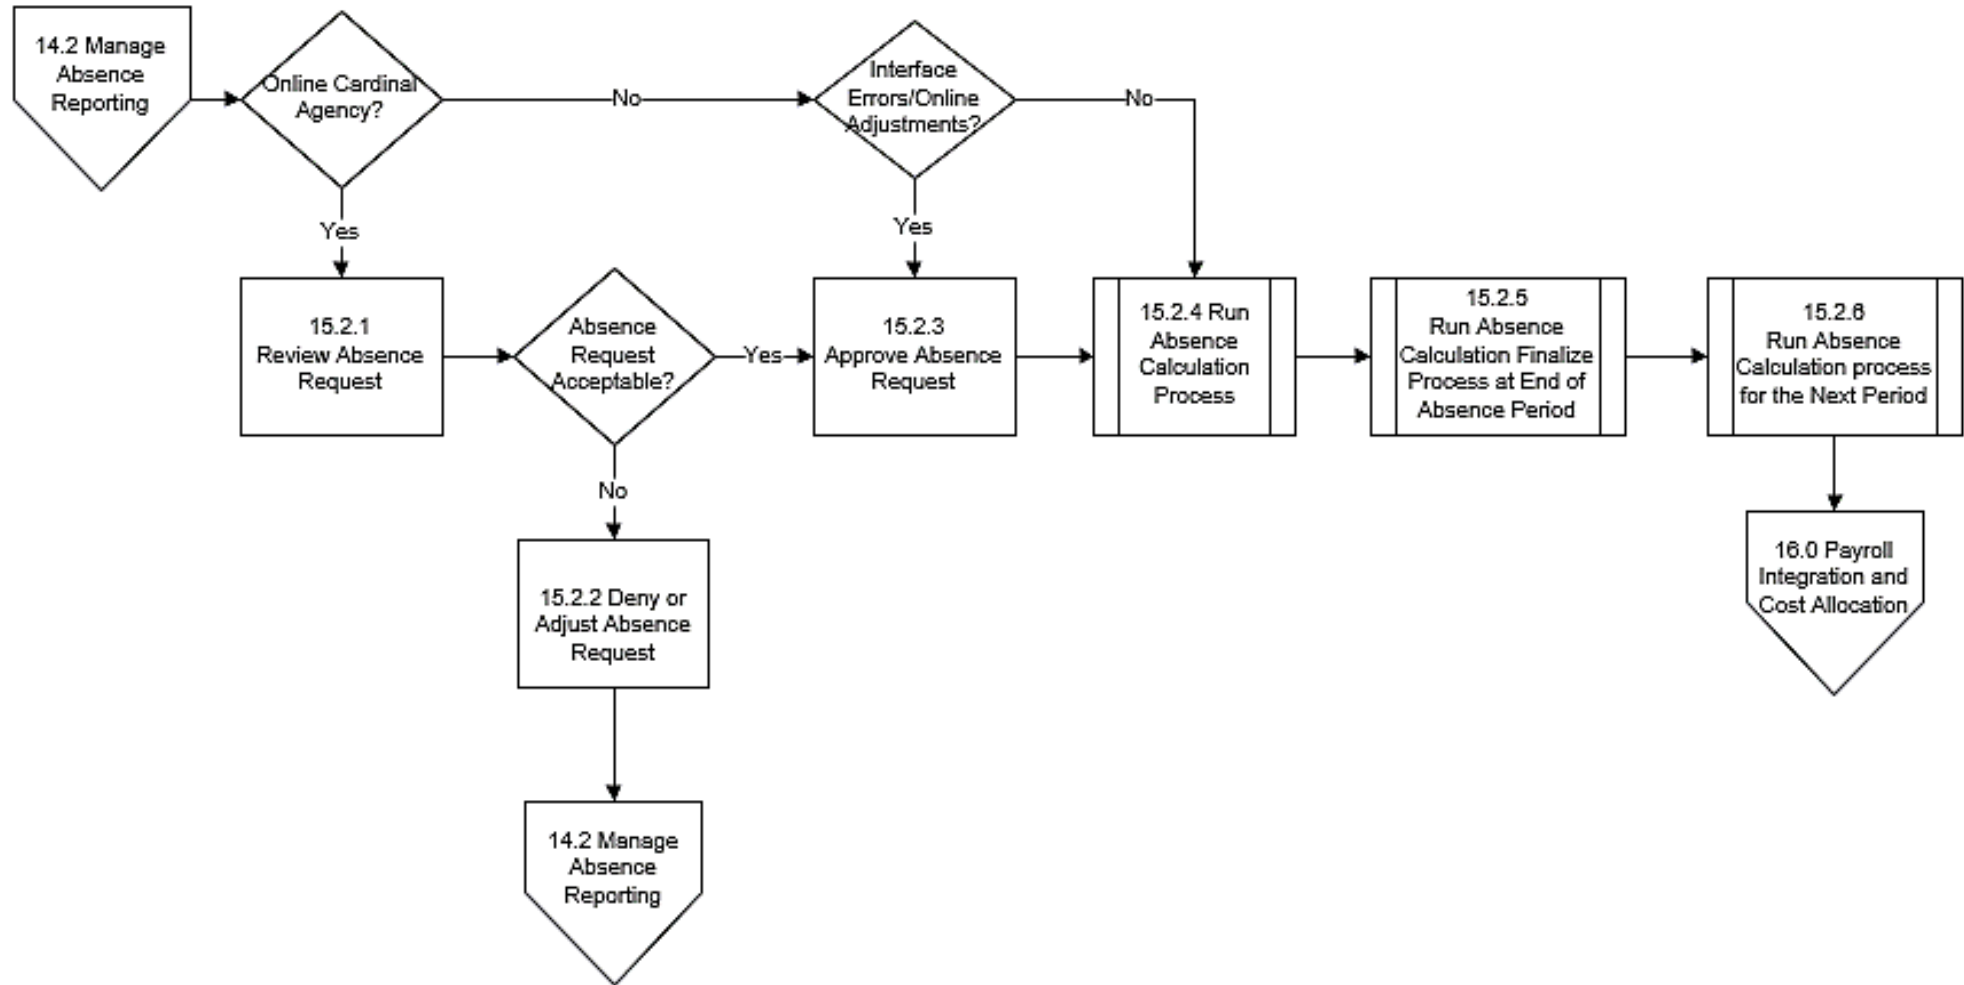 14.2 Manage
Absence
Reporting
Online Cardinal
Agency?
No
Interface
Errors/Online
Adjustments?
No
Yes
Yes
15.2.1
Review Absence
Request
Absence
Request
Acceptable?
Yes
15.2.3
Approve Absence
Request
15.2.4 Run
Absence
Calculation
Process
15.2.5
Run Absence
Calculation Finalize
Process at End of
Absence Period
15.2.6
Run Absence
Calculation process
for the Next Period
No
15.2.2 Deny or
Adjust Absence
Request
16.0 Payroll
Integration and
Cost Allocation
14.2 Manage
Absence
Reporting